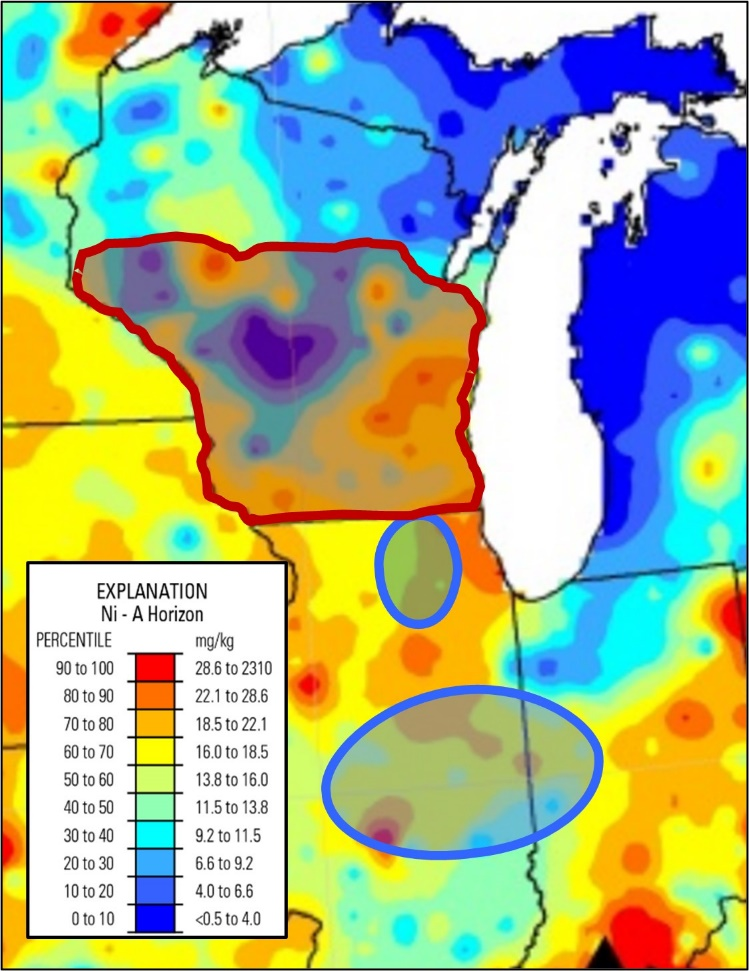 EXPLANATION
Ni - A Horizon
PERCENTILE mg/kg
90 to 100 28.6 to 2310
80 to 90 22.1 to 28.6
70 to 80 18.5 to 22.1
60 to 70 16.0 to 18.5
50 to 60 13.8 to 16.0
40 to 50 11.5 to 13.8
30 to 40 9.2 to 11.5
20 to 30 6.6 to 9.2
10 to 20 4.0 to 6.6
0 to 10 <0.5 to 4.0